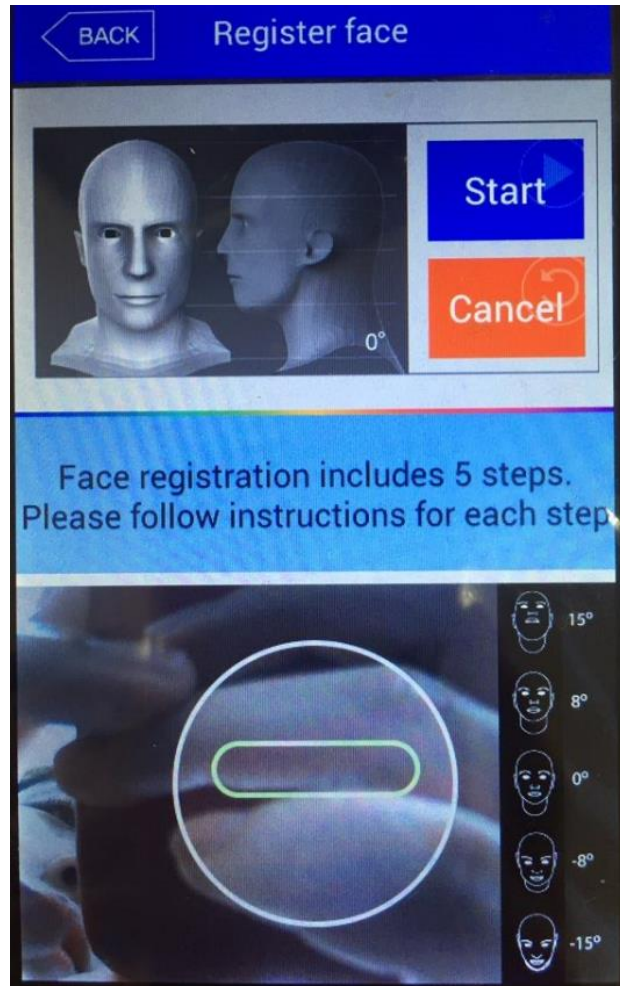 BACK
Register face
Start
Cancel
0°
Face registration includes 5 steps.
Please follow instructions for each step
15°
8°
0°
-8°
-15°